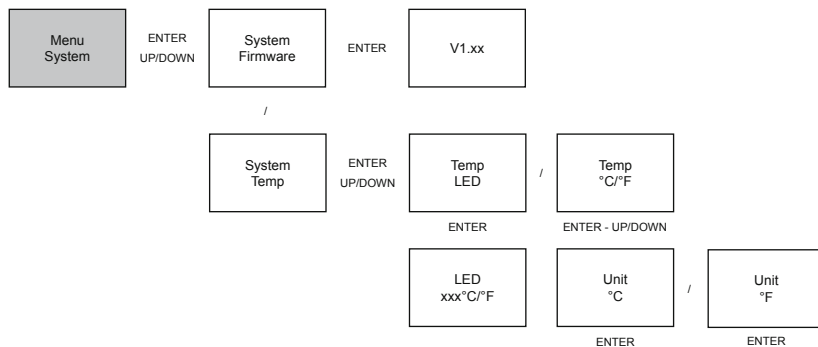 Menu
System
ENTER
UP/DOWN
System
Firmware
ENTER
V1.xx
/
System
Temp
ENTER
UP/DOWN
Temp
LED
/
Temp
°C/°F
ENTER
ENTER - UP/DOWN
LED
xxx°C/°F
Unit
°C
/
Unit
°F
ENTER
ENTER